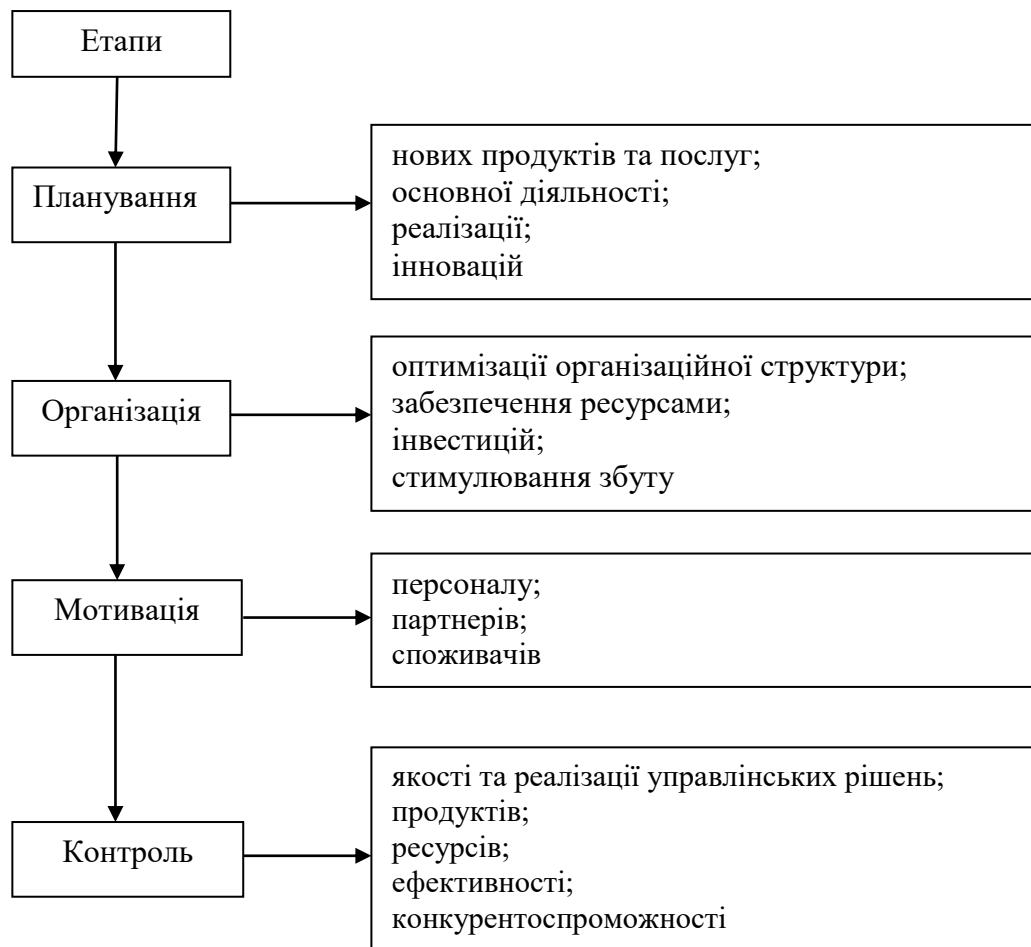 Етапи
Планування
нових продуктів та послуг;
основної діяльності;
реалізації;
інновацій
Організація
оптимізації організаційної структури;
забезпечення ресурсами;
інвестицій;
стимулювання збуту
Мотивація
персоналу;
партнерів;
споживачів
Контроль
якості та реалізації управлінських рішень;
продуктів;
ресурсів;
ефективності;
конкурентоспроможності